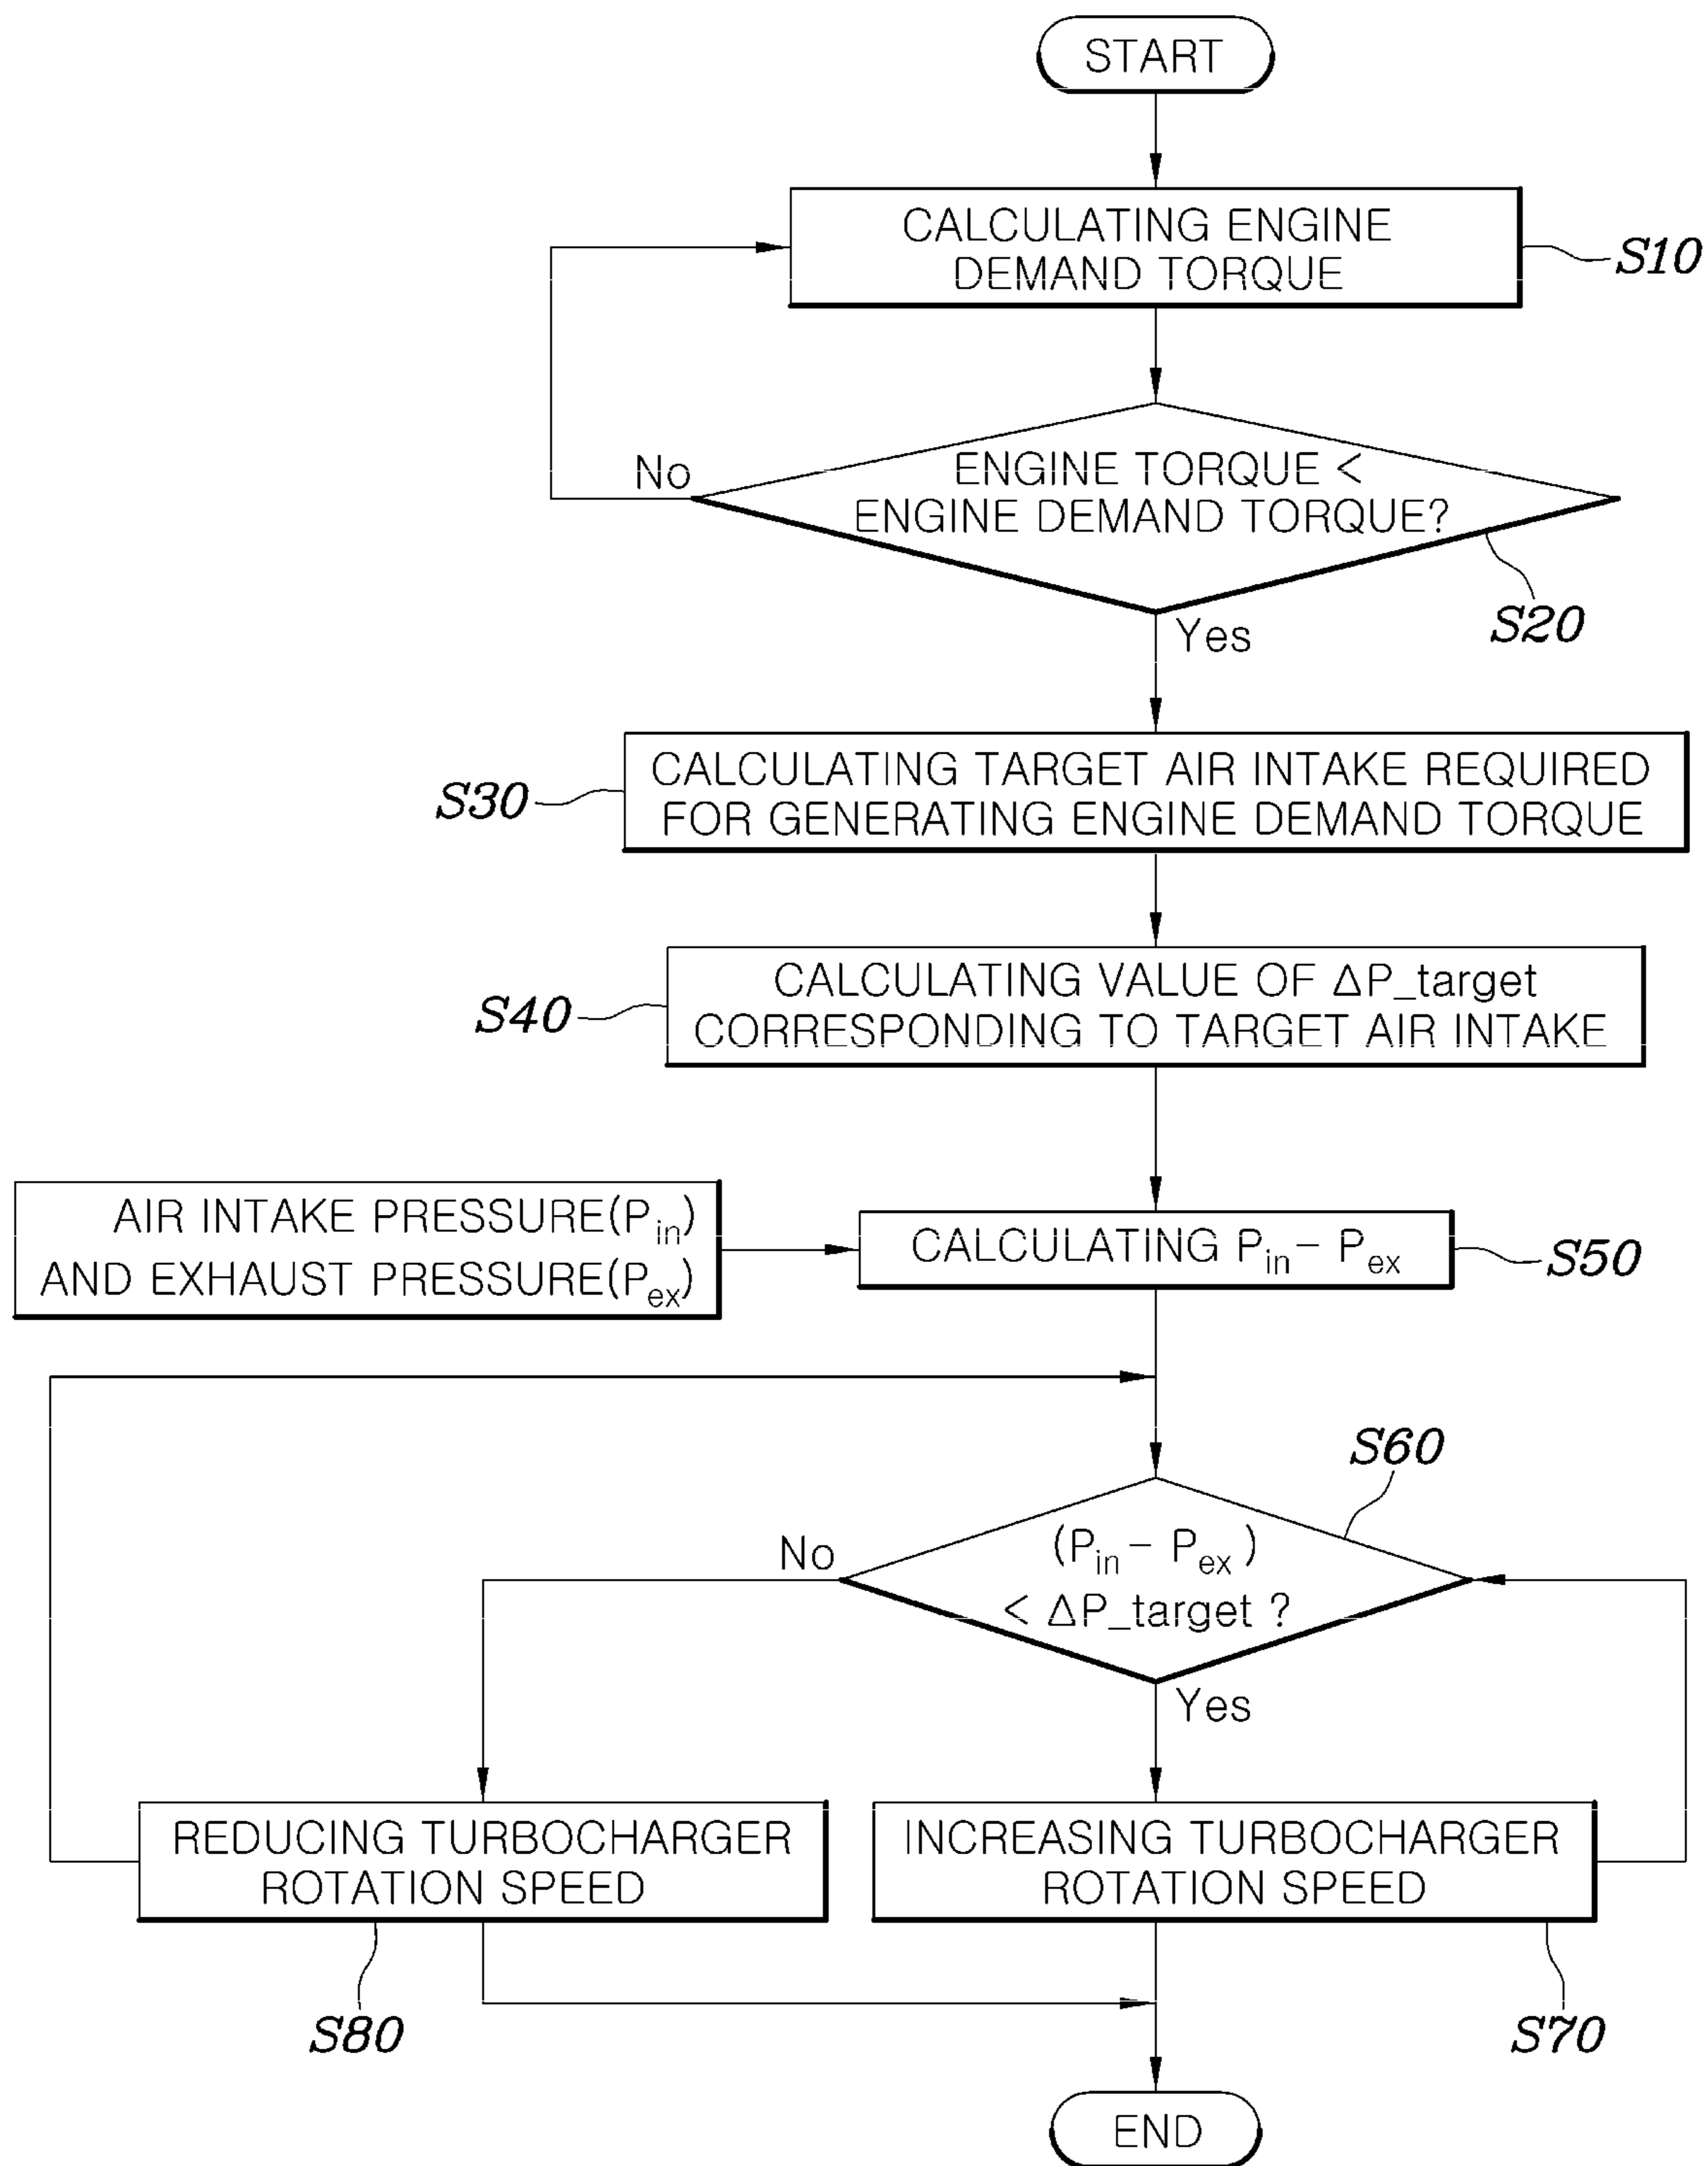 START
CALCULATING ENGINE
DEMAND TORQUE
S10
No
ENGINE TORQUE <
ENGINE DEMAND TORQUE?
S20
Yes
S30
CALCULATING TARGET AIR INTAKE REQUIRED
FOR GENERATING ENGINE DEMAND TORQUE
S40
CALCULATING VALUE OF ΔP_target
CORRESPONDING TO TARGET AIR INTAKE
AIR INTAKE PRESSURE(Pin)
AND EXHAUST PRESSURE(Pex)
CALCULATING Pin - Pex
S50
S60
No
(Pin - Pex )
< ΔP_target ?
Yes
REDUCING TURBOCHARGER
ROTATION SPEED
INCREASING TURBOCHARGER
ROTATION SPEED
S80
S70
END